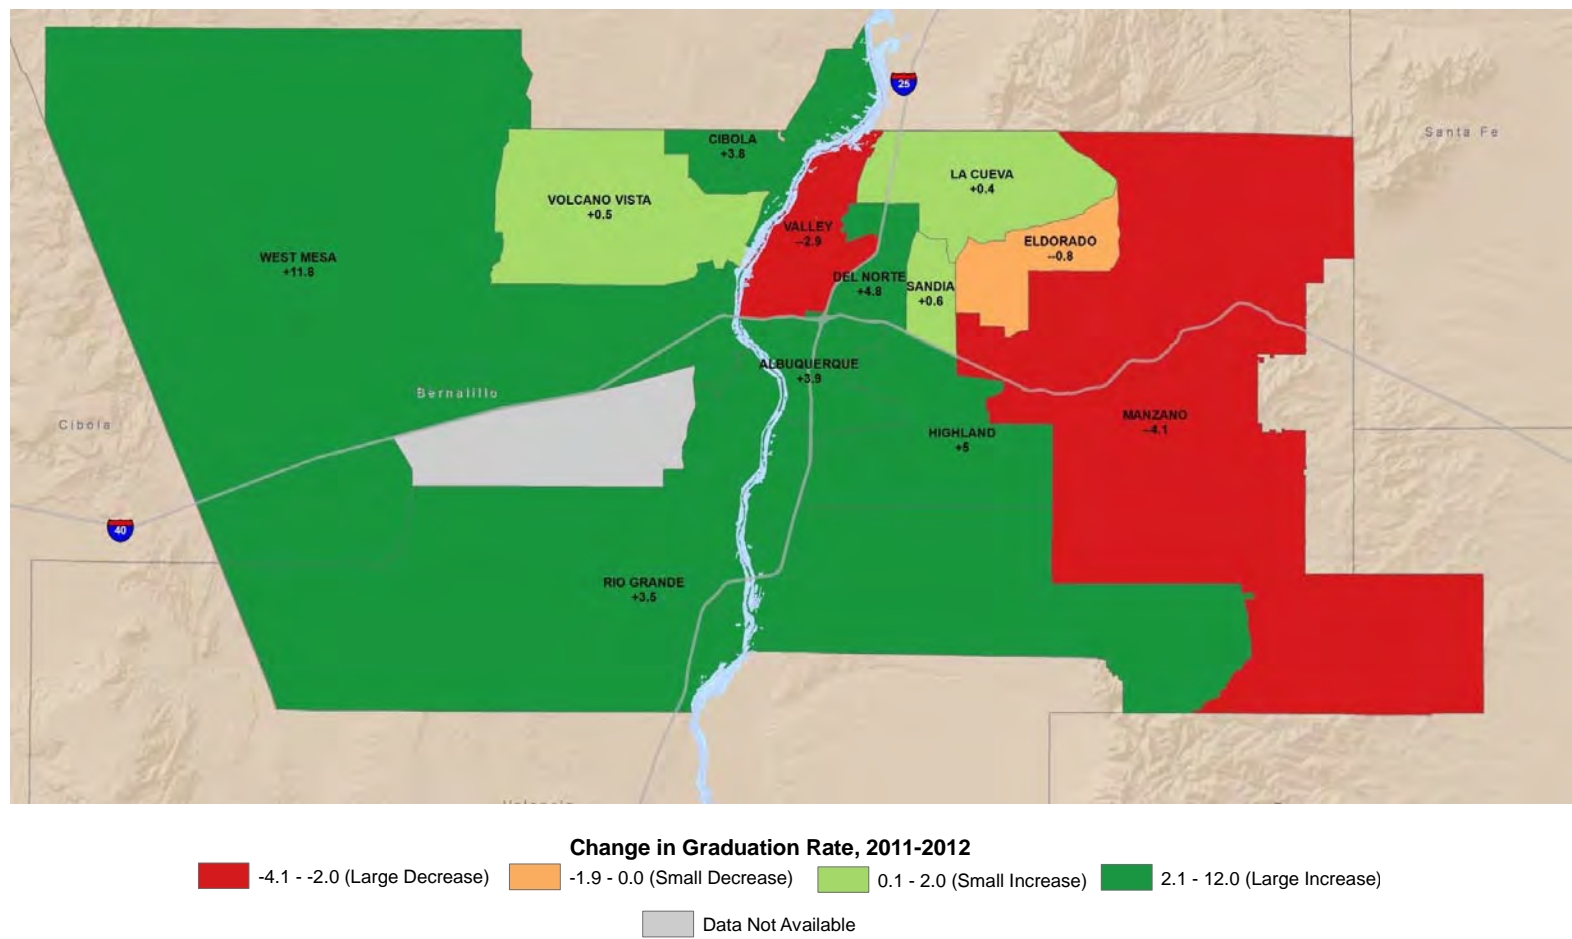 25
Santa Fe
CIBOLA
+3.8
LA CUEVA
+0.4
VOLCANO VISTA
+0.5
VALLEY
--2.9
ELDORADO
--0.8
WEST MESA
+11.8
DEL NORTE
+4.8
SANDIA
+0.6
ALBUQUERQUE
+3.9
Bernalillo
Cibola
MANZANO
--4.1
HIGHLAND
+5
40
RIO GRANDE
+3.5
Change in Graduation Rate, 2011-2012
-4.1 - -2.0 (Large Decrease)
-1.9 - 0.0 (Small Decrease)
0.1 - 2.0 (Small Increase)
2.1 - 12.0 (Large Increase)
Data Not Available